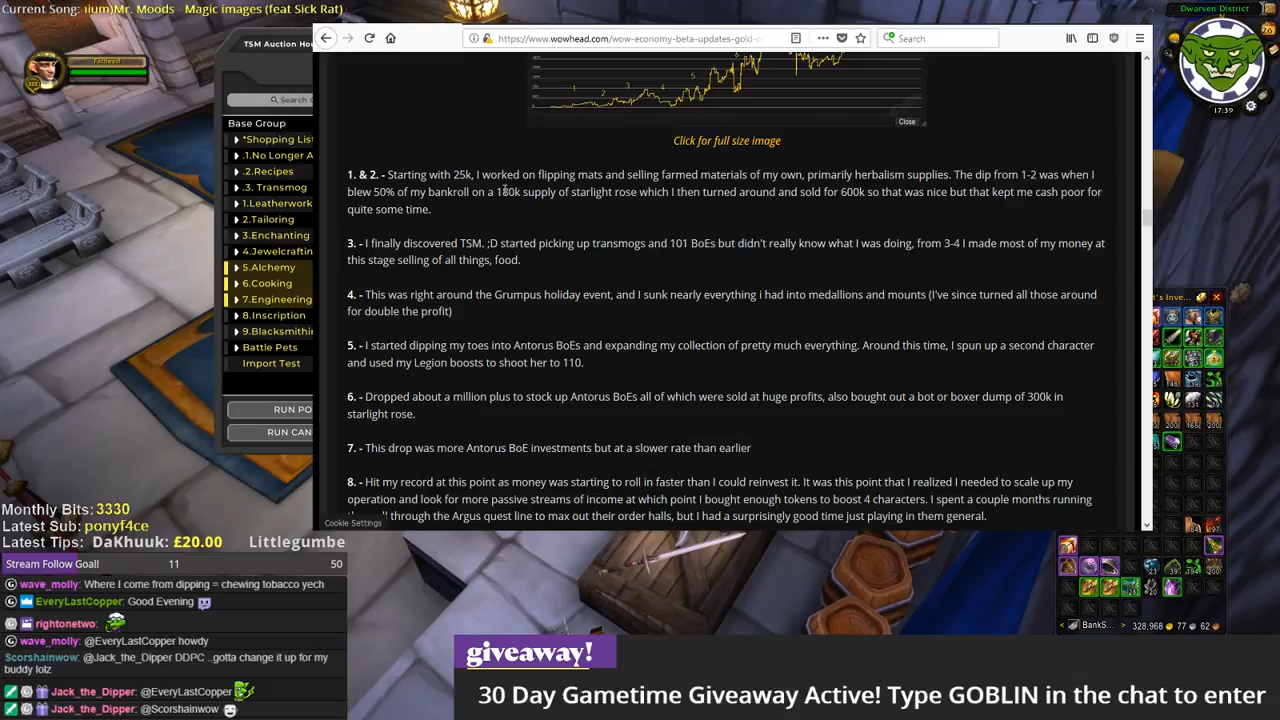 Current Song: ıium)Mr. Moods - Magic images (feat Sick Rat)
Dwarven District
26
Fatheed
TSM Auction Hou
https://www.wowhead.com/wow-economy-beta-updates-gold-m
Search
Search
17:39
Base Group
*Shopping List
.1.No Longer A
.2.Recipes
.3. Transmog
1.Leatherwork
2.Tailoring
3.Enchanting
4.Jewelcraftin
5.Alchemy
6.Cooking
7.Engineering
8.Inscription
9.Blacksmithin
Battle Pets
Import Test
RUN PO
RUN CAN
1
2
3
4
5
6
Close
Click for full size image
1. & 2. - Starting with 25k, I worked on flipping mats and selling farmed materials of my own, primarily herbalism supplies. The dip from 1-2 was when I
blew 50% of my bankroll on a supply of starlight rose which I then turned around and sold for 600k so that was nice but that kept me cash poor for
quite some time.
3. - I finally discovered TSM. ;D started picking up transmogs and 101 BoEs but didn't really know what I was doing, from 3-4 I made most of my money at
this stage selling of all things, food.
4. - This was right around the Grumpus holiday event, and I sunk nearly everything i had into medallions and mounts (I've since turned all those around
for double the profit)
5. - I started dipping my toes into Antorus BoEs and expanding my collection of pretty much everything. Around this time, I spun up a second character
and used my Legion boosts to shoot her to 110.
6. - Dropped about a million plus to stock up Antorus BoEs all of which were sold at huge profits, also bought out a bot or boxer dump of 300k in
starlight rose.
7. - This drop was more Antorus BoE investments but at a slower rate than earlier
8. - Hit my record at this point as money was starting to roll in faster than I could reinvest it. It was this point that I realized I needed to scale up my
operation and look for more passive streams of income at which point I bought enough tokens to boost 4 characters. I spent a couple months running
through the Argus quest line to max out their order halls, but I had a surprisingly good time just playing in them general.
Cookie Settings
d's Inve...
BankS...
328,968 77 62
Monthly Bits: 3330
Latest Sub: ponyf4ce
Latest Tips: DaKhuuk: £20.00 Littlegumbe
Stream Follow Goal! 11 50
wave_molly: Where I come from dipping = chewing tobacco yech
EveryLastCopper: Good Evening
rightonetwo:
wave_molly: @EveryLastCopper howdy
Scorshainwow: @Jack_the_Dipper DDPC ..gotta change it up for my
buddy lolz
Jack_the_Dipper: @EveryLastCopper
Jack_the_Dipper: @Scorshainwow
giveaway!
30 Day Gametime Giveaway Active! Type GOBLIN in the chat to enter